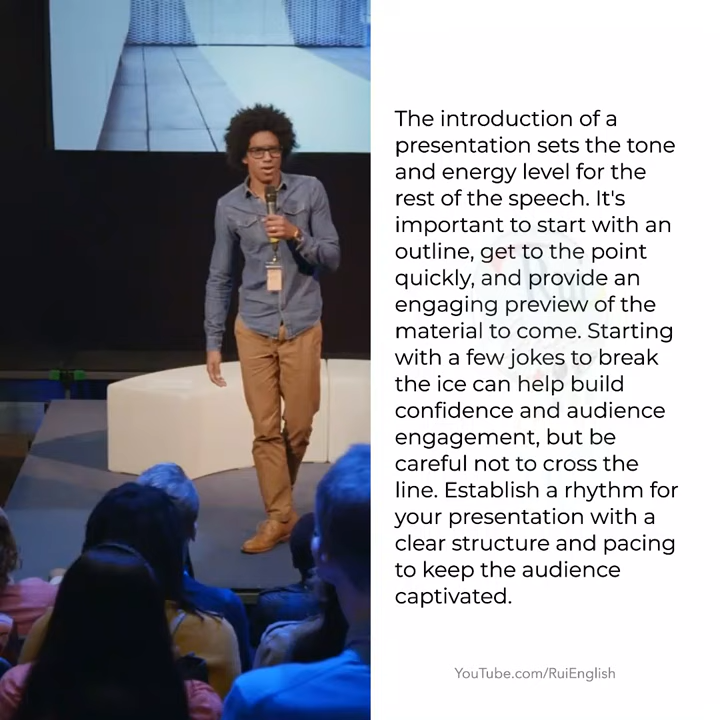 The introduction of a
presentation sets the tone
and energy level for the
rest of the speech. It's
important to start with an
outline, get to the point
quickly, and provide an
engaging preview of the
material to come. Starting
with a few jokes to break
the ice can help build
confidence and audience
engagement, but be
careful not to cross the
line. Establish a rhythm for
your presentation with a
clear structure and pacing
to keep the audience
captivated.
YouTube.com/RuiEnglish